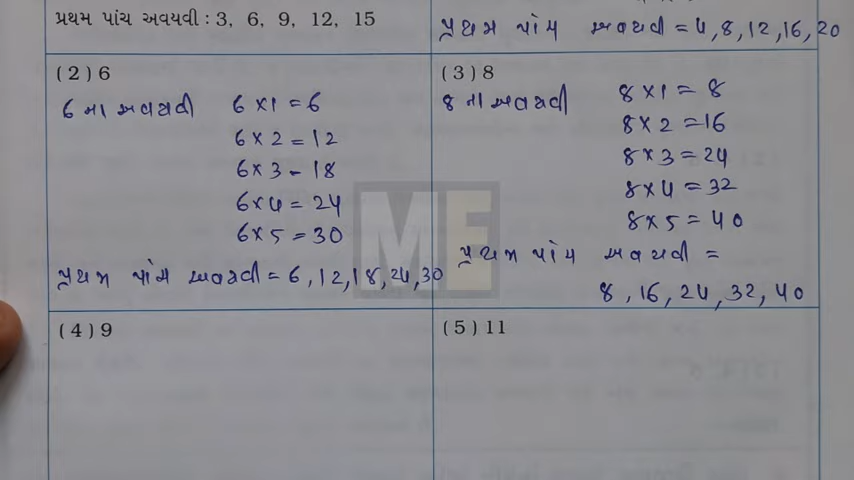 પ્રથમ પાંચ અવયવી : 3, 6, 9, 12, 15
પ્રથમ પાંચ અવયવી = 4, 8, 12, 16, 20
(2) 6
6 ના અવયવી 6 × 1 = 6
6 × 2 = 12
6 × 3 = 18
6 × 4 = 24
6 × 5 = 30
પ્રથમ પાંચ અવયવી = 6, 12, 18, 24, 30
(3) 8
8 ના અવયવી 8 × 1 = 8
8 × 2 = 16
8 × 3 = 24
8 × 4 = 32
8 × 5 = 40
પ્રથમ પાંચ અવયવી =
8, 16, 24, 32, 40
ME
(4) 9
(5) 11